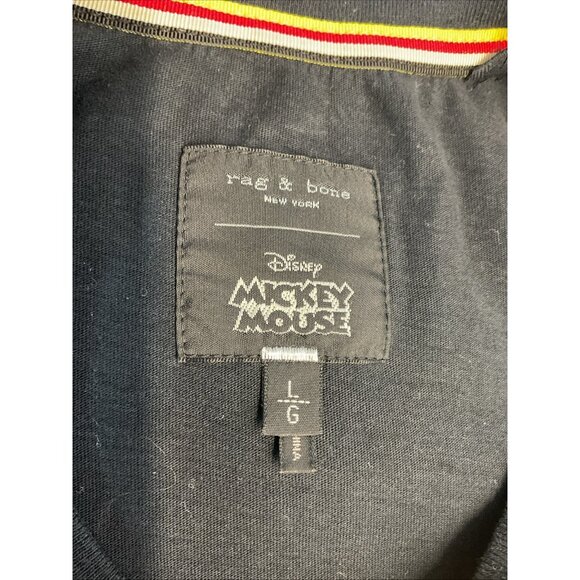 rag & bone
NEW YORK
Disney
MICKEY
MOUSE
L
G